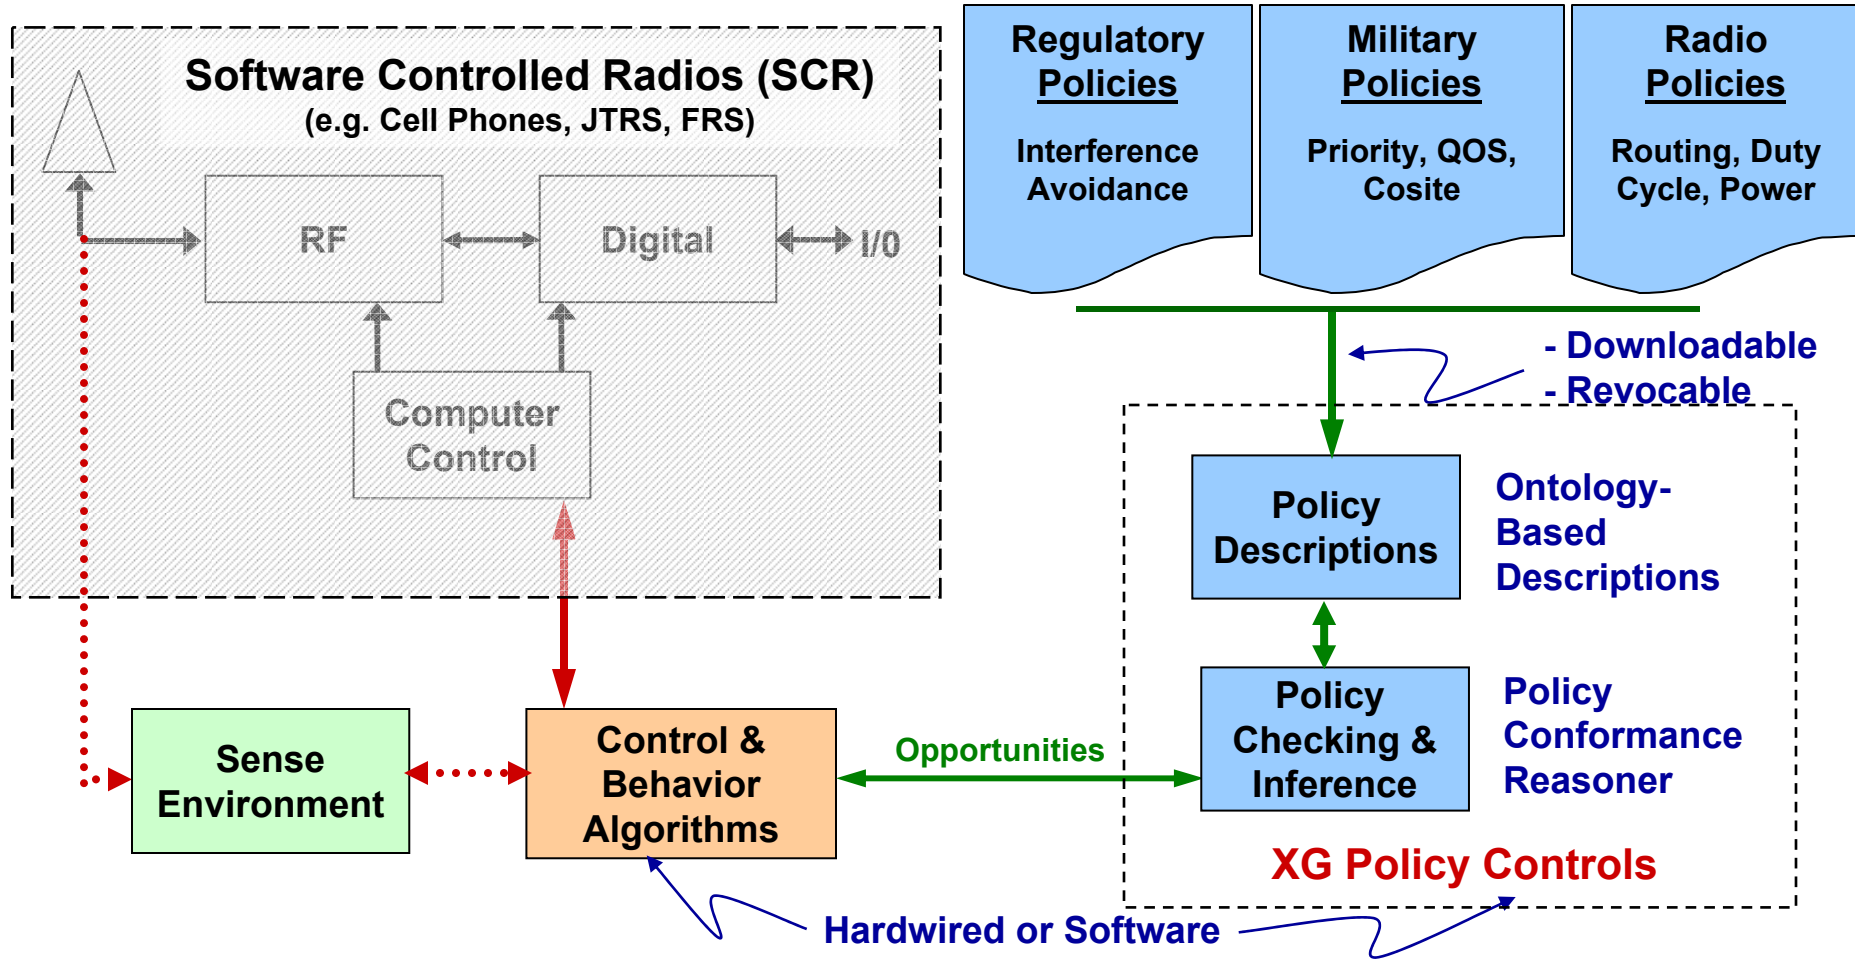 Software Controlled Radios (SCR)
(e.g. Cell Phones, JTRS, FRS)
RF
Digital
I/0
Computer
Control
Regulatory
Policies
Interference
Avoidance
Military
Policies
Priority, QOS,
Cosite
Radio
Policies
Routing, Duty
Cycle, Power
- Downloadable
- Revocable
Policy
Descriptions
Ontology-
Based
Descriptions
Policy
Checking &
Inference
Policy
Conformance
Reasoner
XG Policy Controls
Opportunities
Sense
Environment
Control &
Behavior
Algorithms
Hardwired or Software